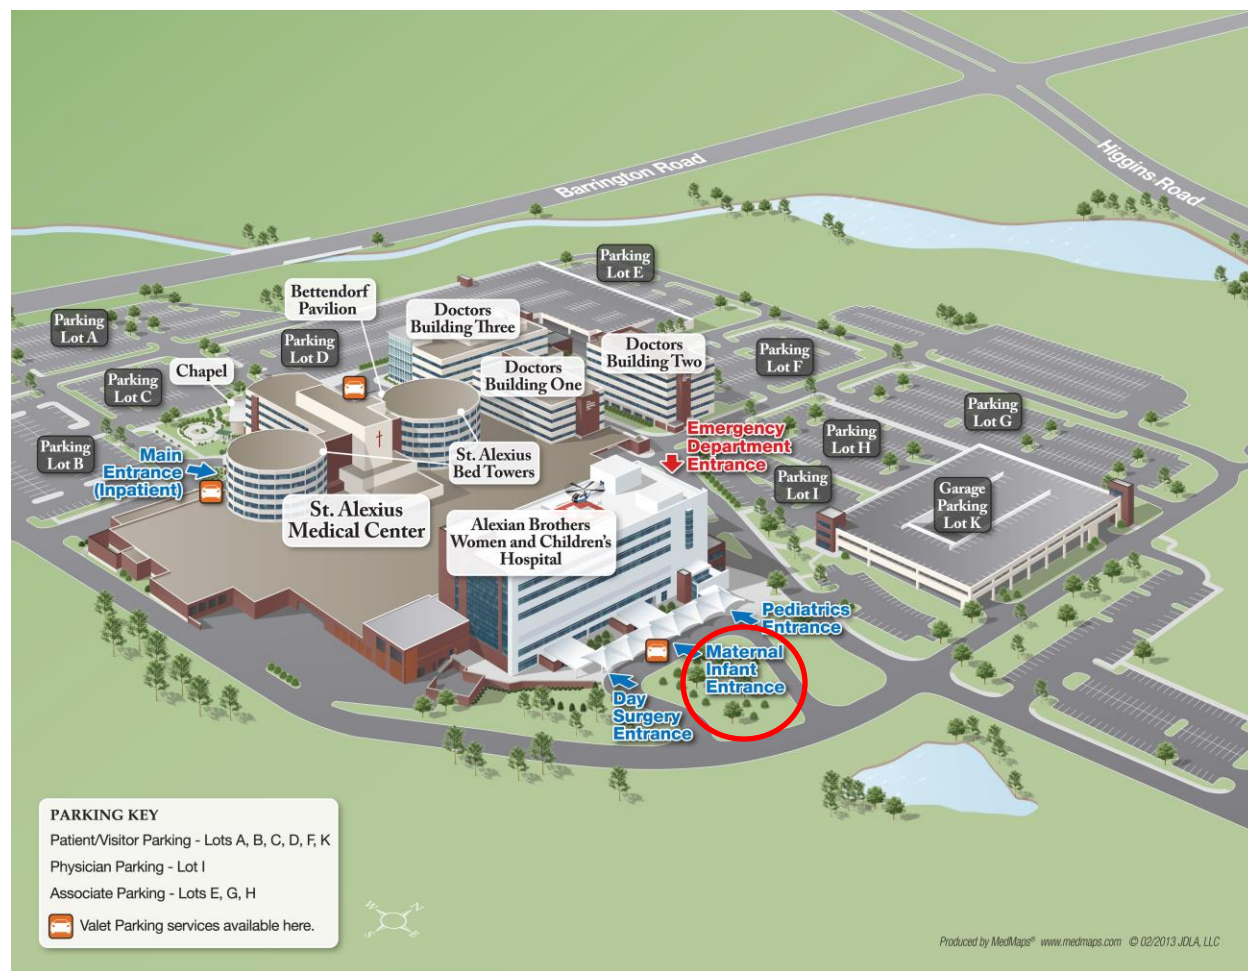 Barrington Road
Higgins Road
Parking
Lot E
Bettendorf
Pavilion
Doctors
Building Three
Parking
Lot A
Parking
Lot D
Doctors
Building Two
Parking
Lot F
Chapel
Parking
Lot C
Doctors
Building One
Parking
Lot G
Parking
Lot B
Main
Entrance
(Inpatient)
St. Alexius
Bed Towers
Emergency
Department
Entrance
Parking
Lot H
Parking
Lot I
Garage
Parking
Lot K
St. Alexius
Medical Center
Alexian Brothers
Women and Children's
Hospital
Pediatrics
Entrance
Maternal
Infant
Entrance
Day
Surgery
Entrance
PARKING KEY
Patient/Visitor Parking - Lots A, B, C, D, F, K
Physician Parking - Lot I
Associate Parking - Lots E, G, H
Valet Parking services available here.
W
N
S
E
Produced by MedMaps® www.medmaps.com © 02/2013 JDLA, LLC